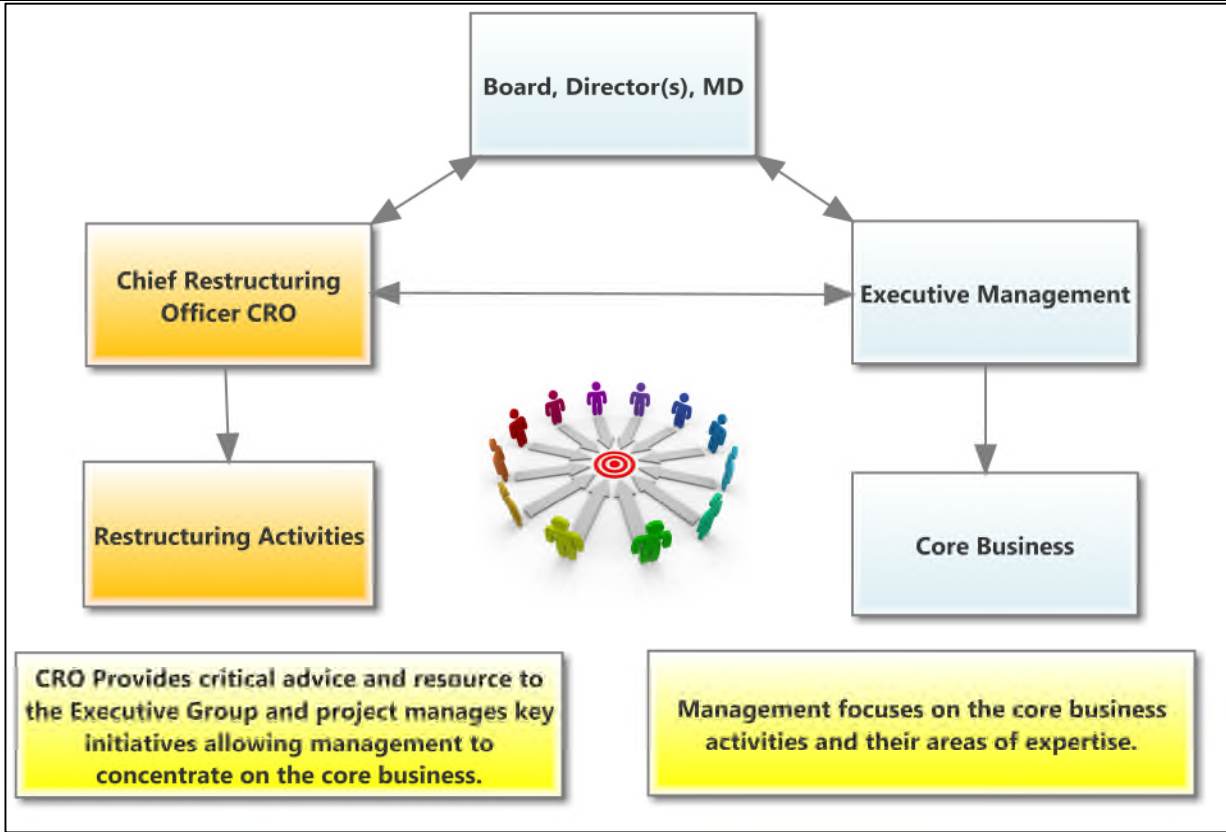 Board, Director(s), MD
Chief Restructuring
Officer CRO
Executive Management
Restructuring Activities
Core Business
CRO Provides critical advice and resource to
the Executive Group and project manages key
initiatives allowing management to
concentrate on the core business.
Management focuses on the core business
activities and their areas of expertise.